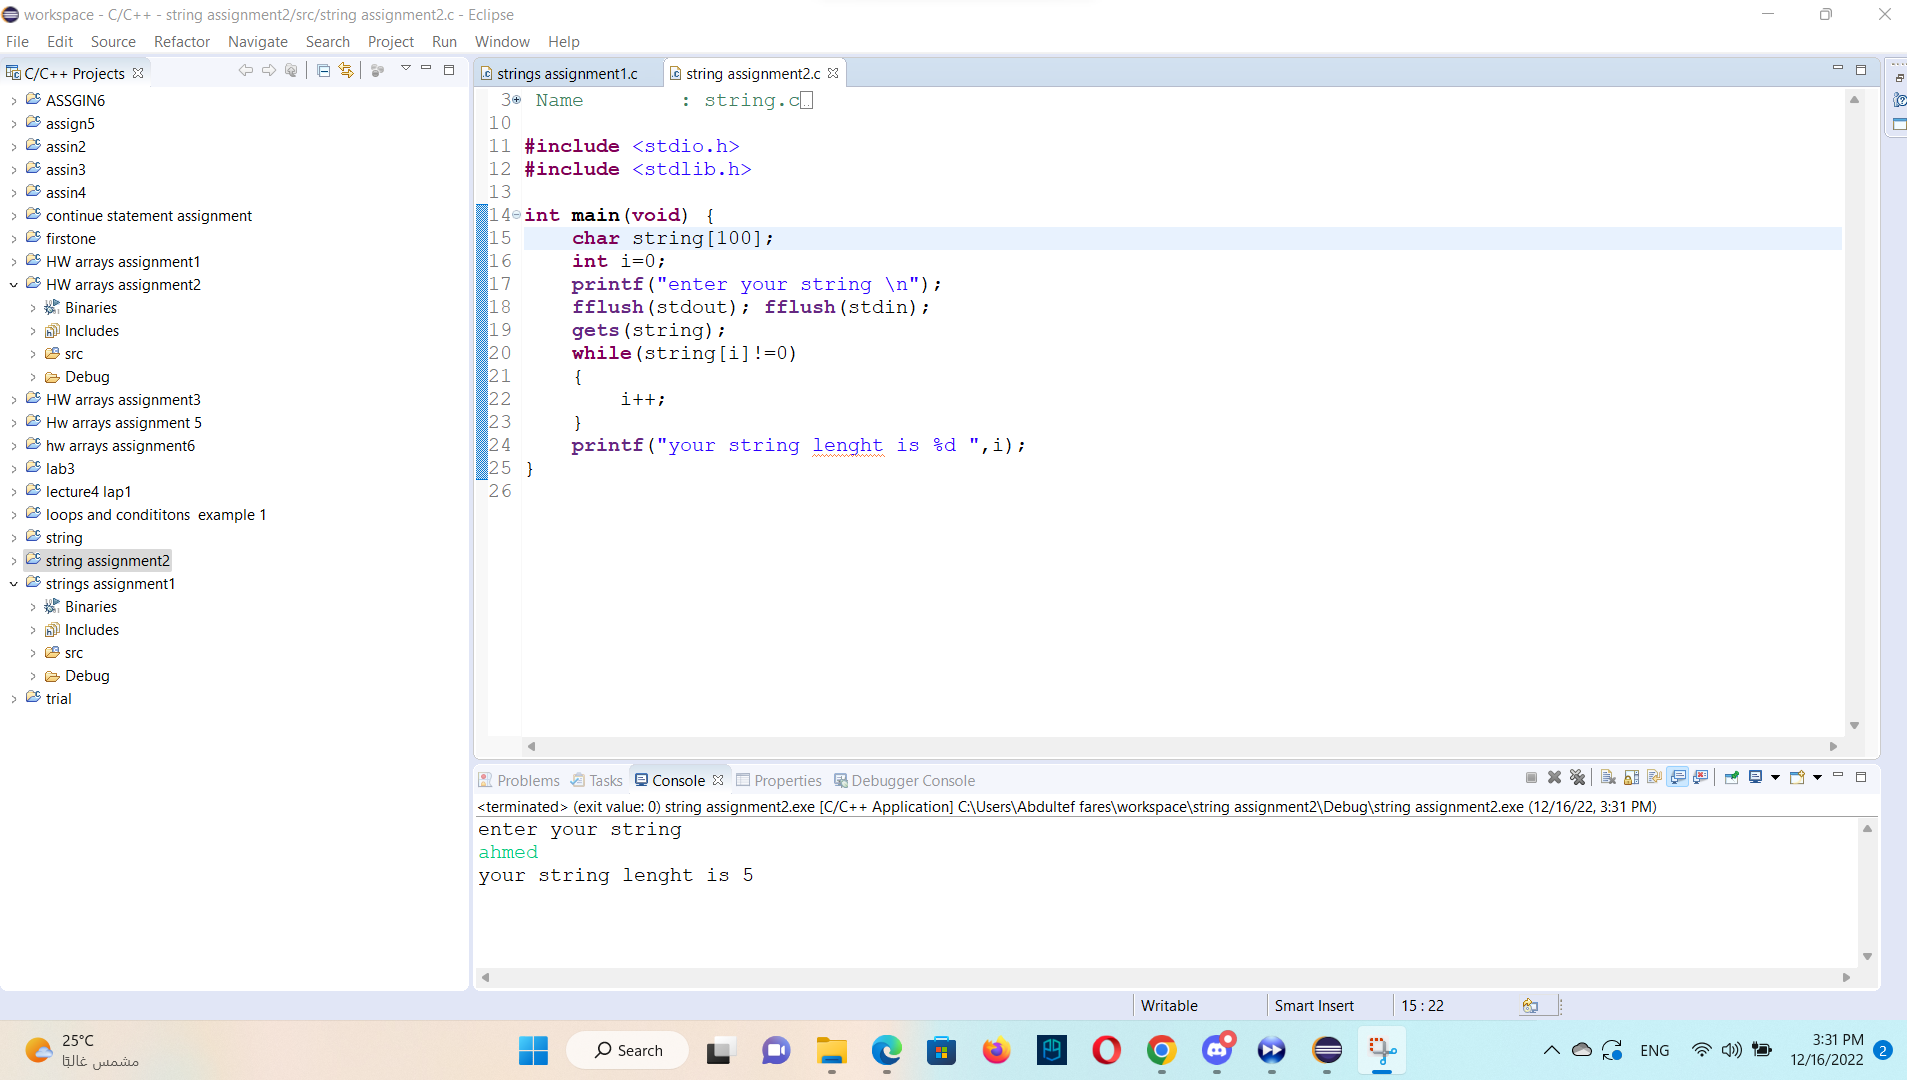 workspace - C/C++ - string assignment2/src/string assignment2.c - Eclipse
File Edit Source Refactor Navigate Search Project Run Window Help
C/C++ Projects
ASSGIN6
assign5
assin2
assin3
assin4
continue statement assignment
firstone
HW arrays assignment1
HW arrays assignment2
Binaries
Includes
src
Debug
HW arrays assignment3
Hw arrays assignment 5
hw arrays assignment6
lab3
lecture4 lap1
loops and condititons  example 1
string
string assignment2
strings assignment1
Binaries
Includes
src
Debug
trial
strings assignment1.c string assignment2.c
3 Name        : string.c
10
11 #include <stdio.h>
12 #include <stdlib.h>
13
14 int main(void) {
15     char string[100];
16     int i=0;
17     printf("enter your string \n");
18     fflush(stdout); fflush(stdin);
19     gets(string);
20     while(string[i]!=0)
21     {
22         i++;
23     }
24     printf("your string lenght is %d ",i);
25 }
26
Problems Tasks Console Properties Debugger Console
<terminated> (exit value: 0) string assignment2.exe [C/C++ Application] C:\Users\Abdultef fares\workspace\string assignment2\Debug\string assignment2.exe (12/16/22, 3:31 PM)
enter your string
ahmed
your string lenght is 5
Writable Smart Insert 15 : 22
25°C
مشمس غالبًا
Search
ENG
3:31 PM
12/16/2022
2